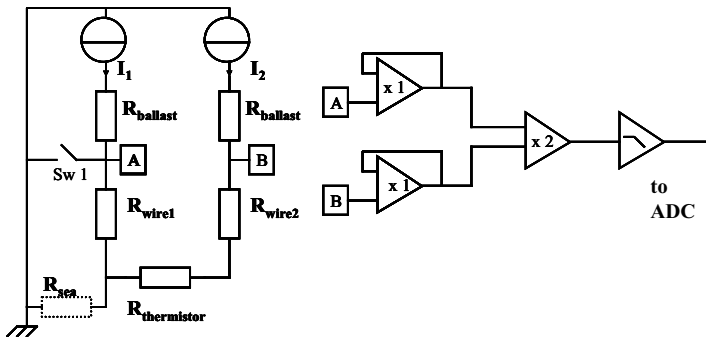 I1 I2
Rballast Rballast
A B
Sw 1
Rwire1 Rwire2
Rsea
Rthermistor
A x 1
B x 1
x 2
to
ADC